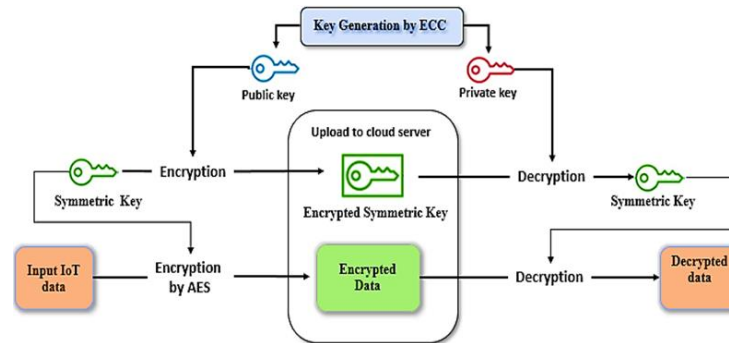 Key Generation by ECC
Public key
Private key
Upload to cloud server
Symmetric Key
Encryption
Encrypted Symmetric Key
Decryption
Symmetric Key
Input IoT
data
Encryption
by AES
Encrypted
Data
Decryption
Decrypted
data